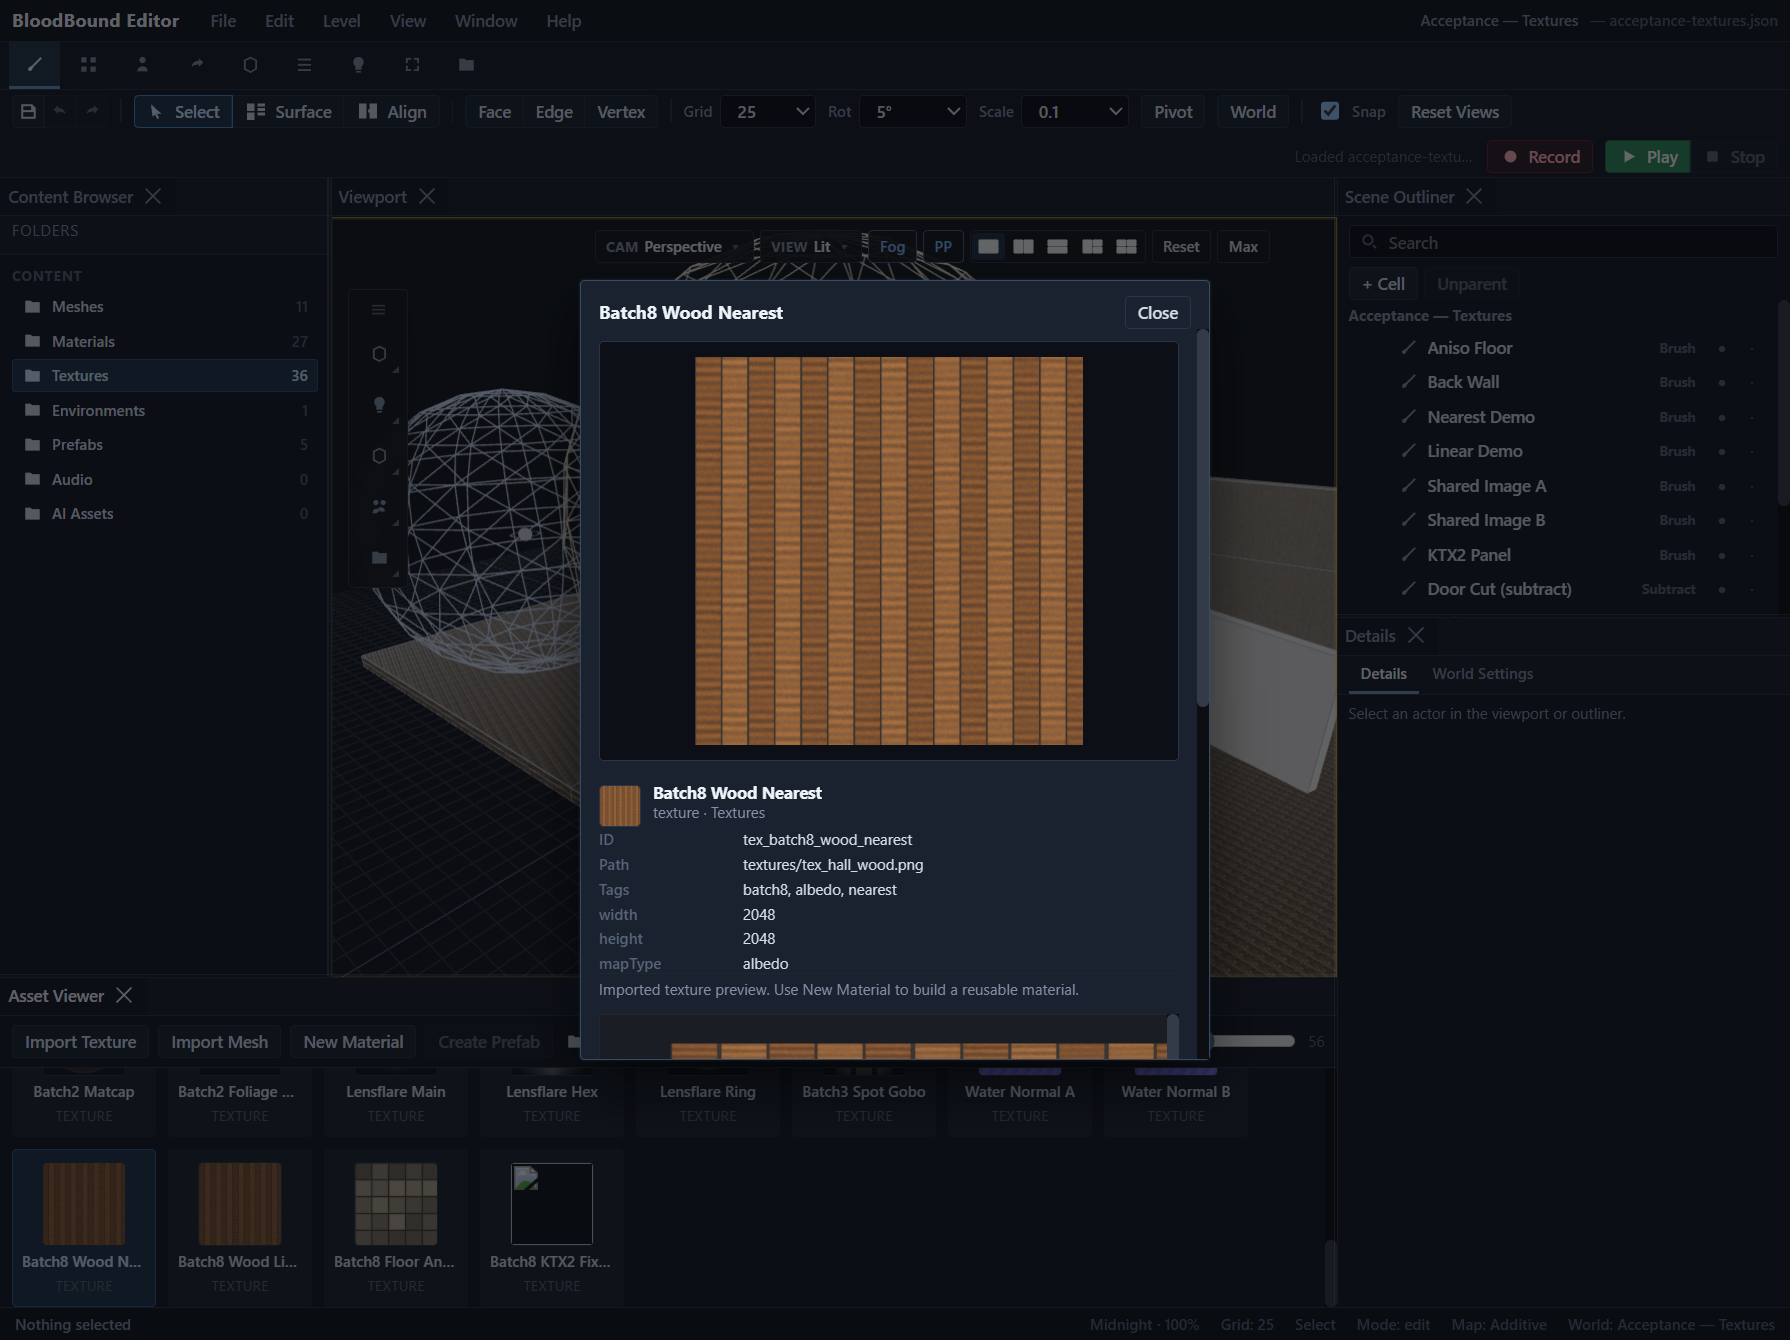 BloodBound Editor File Edit Level View Window Help Acceptance — Textures — acceptance-textures.json
Select Surface Align Face Edge Vertex Grid 25 Rot 5° Scale 0.1 Pivot World Snap Reset Views
Loaded acceptance-textu... Record Play Stop
Content Browser
FOLDERS
CONTENT
Meshes 11
Materials 27
Textures 36
Environments 1
Prefabs 5
Audio 0
AI Assets 0
Viewport
CAM Perspective VIEW Lit Fog PP Reset Max
Scene Outliner
Search
+ Cell Unparent
Acceptance — Textures
Aniso Floor Brush
Back Wall Brush
Nearest Demo Brush
Linear Demo Brush
Shared Image A Brush
Shared Image B Brush
KTX2 Panel Brush
Door Cut (subtract) Subtract
Details
Details World Settings
Select an actor in the viewport or outliner.
Batch8 Wood Nearest Close
Batch8 Wood Nearest
texture · Textures
ID tex_batch8_wood_nearest
Path textures/tex_hall_wood.png
Tags batch8, albedo, nearest
width 2048
height 2048
mapType albedo
Imported texture preview. Use New Material to build a reusable material.
Asset Viewer
Import Texture Import Mesh New Material Create Prefab 56
Batch2 Matcap Batch2 Foliage ... Lensflare Main Lensflare Hex Lensflare Ring Batch3 Spot Gobo Water Normal A Water Normal B
TEXTURE TEXTURE TEXTURE TEXTURE TEXTURE TEXTURE TEXTURE TEXTURE
Batch8 Wood N... Batch8 Wood Li... Batch8 Floor An... Batch8 KTX2 Fix...
TEXTURE TEXTURE TEXTURE TEXTURE
Nothing selected Midnight · 100% Grid: 25 Select Mode: edit Map: Additive World: Acceptance — Textures